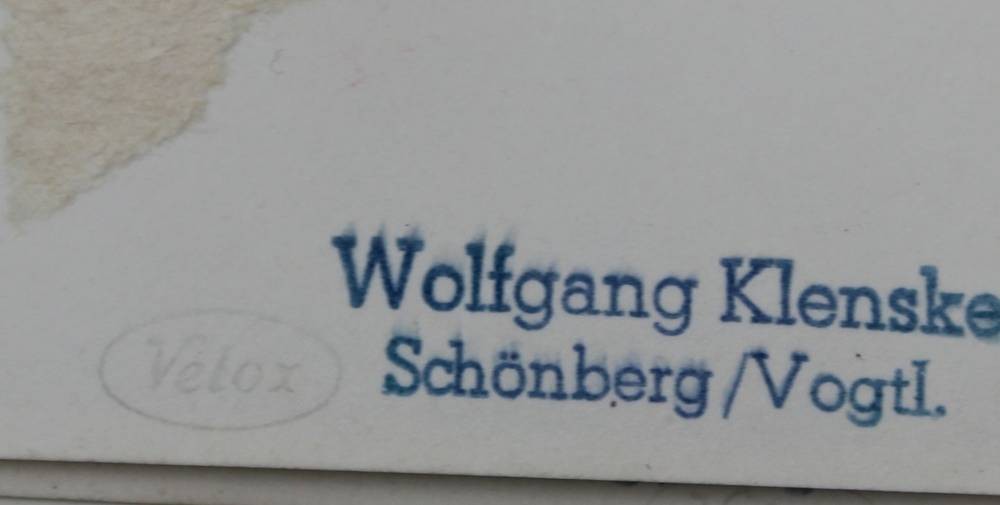 Wolfgang Klenske
Schönberg/Vogtl.
Velox